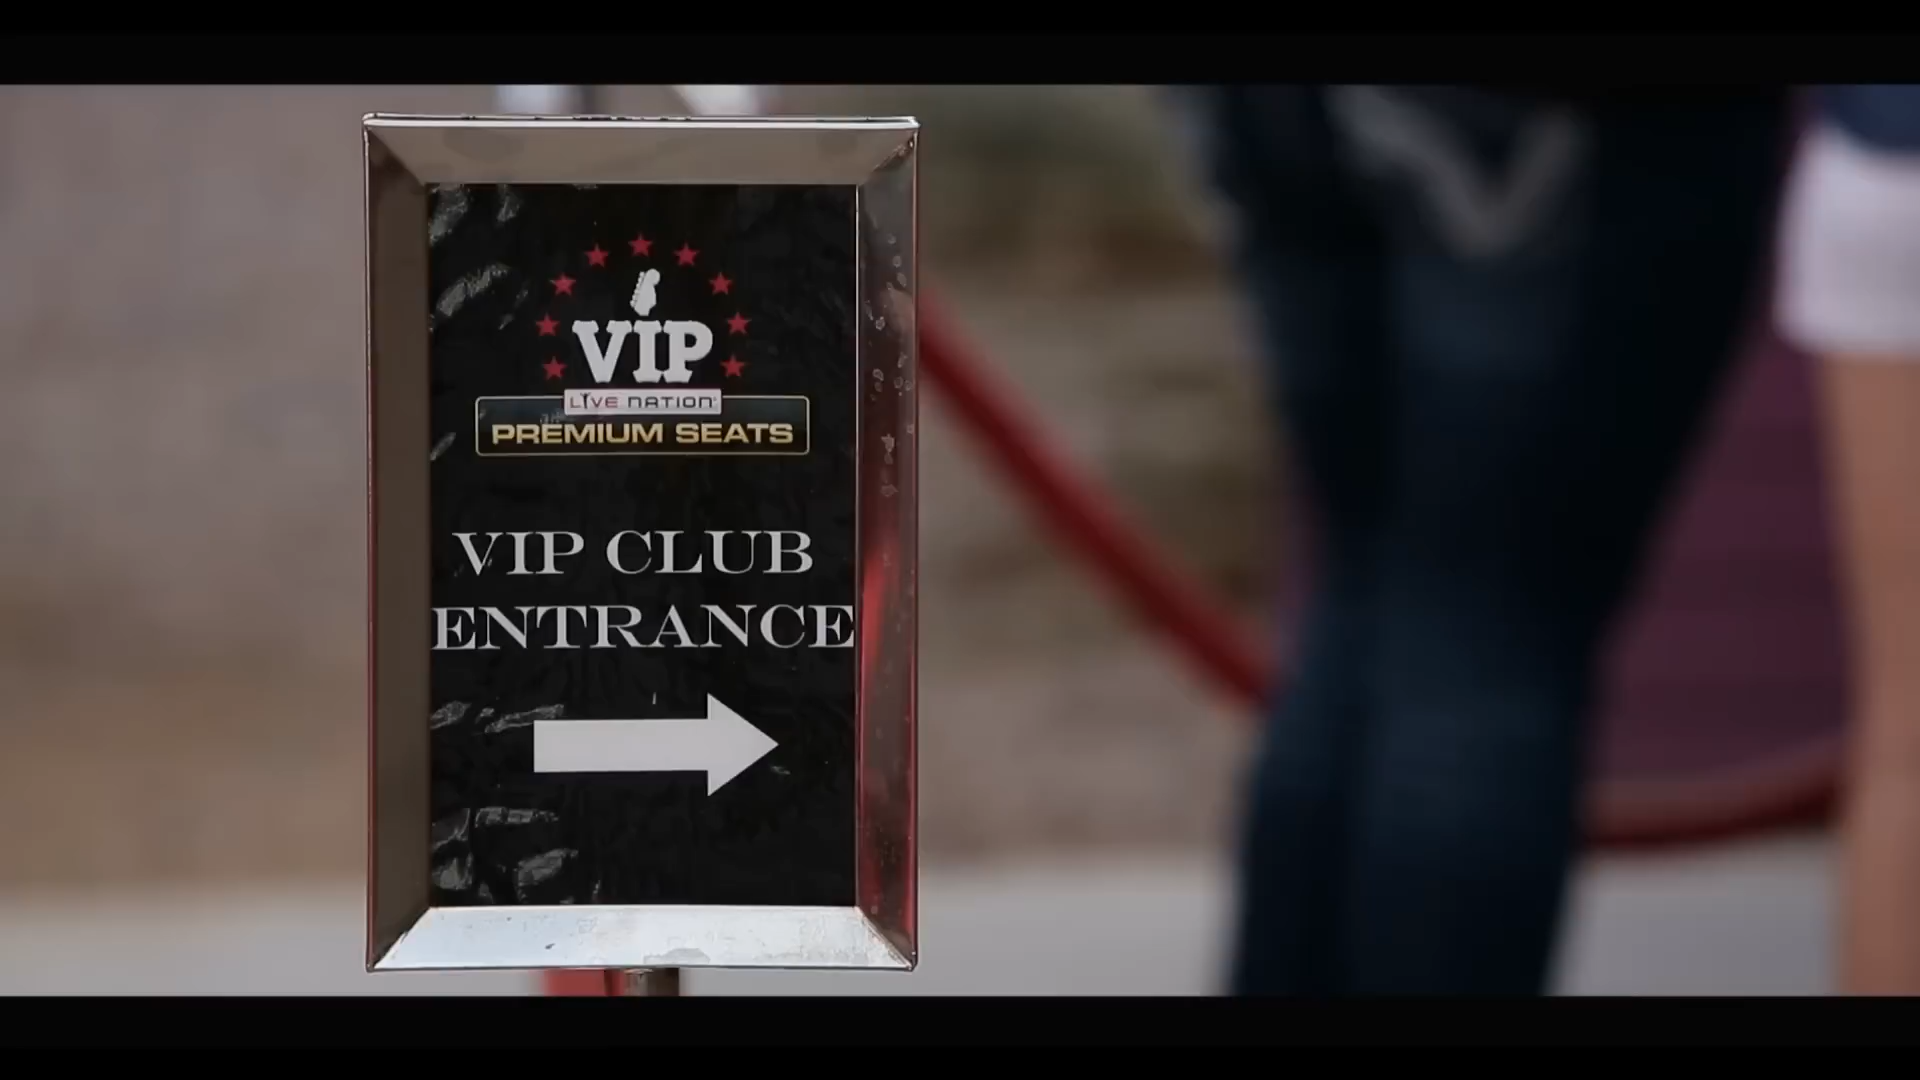 VIP
LIVE NATION
PREMIUM SEATS
VIP CLUB
ENTRANCE